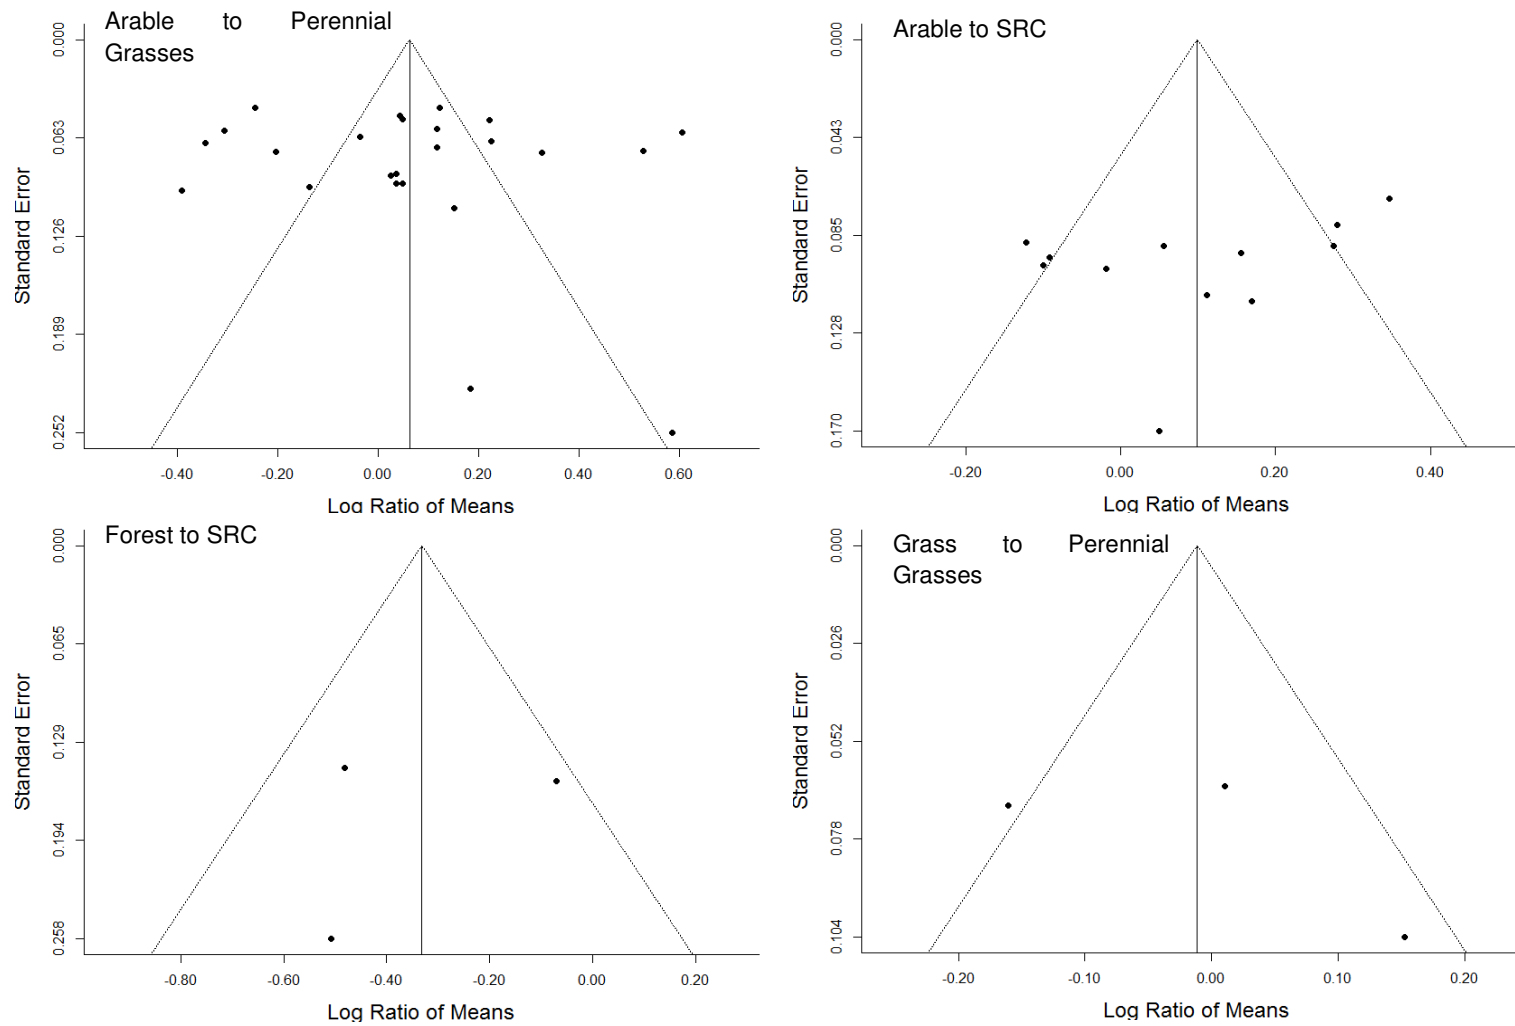 Arable to Perennial
Grasses
0.000
0.063
0.126
0.189
0.252
Standard Error
-0.40
-0.20
0.00
0.20
0.40
0.60
Log Ratio of Means
Arable to SRC
0.000
0.043
0.085
0.128
0.170
Standard Error
-0.20
0.00
0.20
0.40
Log Ratio of Means
Forest to SRC
0.000
0.065
0.129
0.194
0.258
Standard Error
-0.80
-0.60
-0.40
-0.20
0.00
0.20
Log Ratio of Means
Grass to Perennial
Grasses
0.000
0.026
0.052
0.078
0.104
Standard Error
-0.20
-0.10
0.00
0.10
0.20
Log Ratio of Means